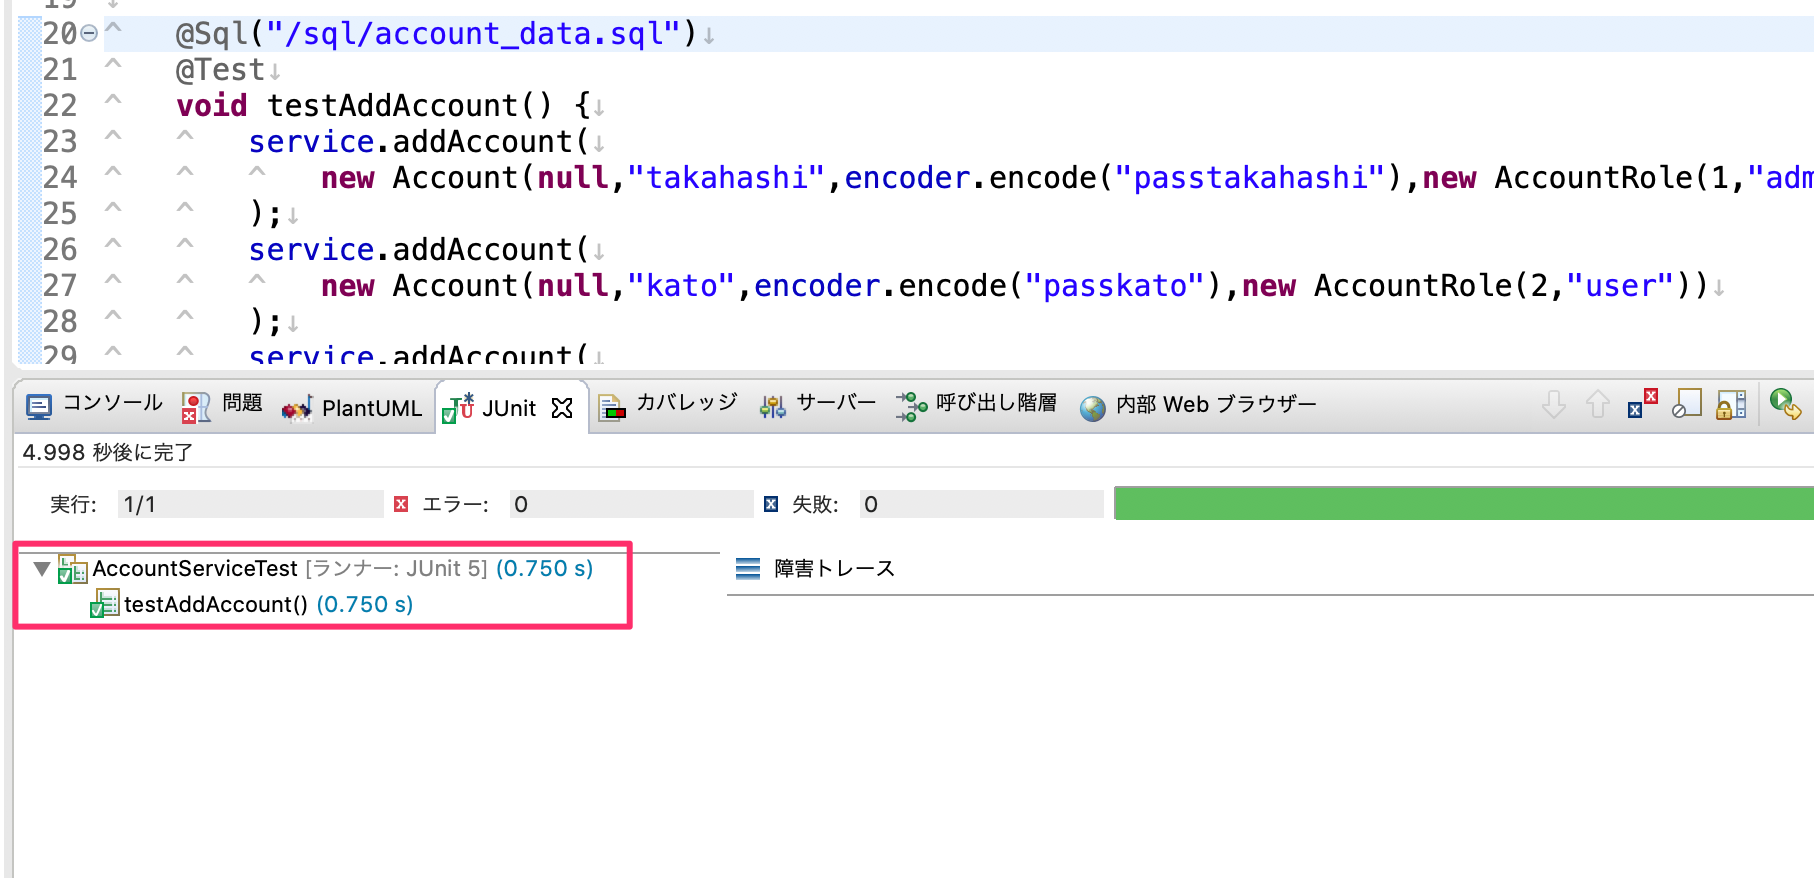 19
20 @Sql("/sql/account_data.sql")↓
21 @Test↓
22 void testAddAccount() {↓
23 service.addAccount(↓
24 new Account(null,"takahashi",encoder.encode("passtakahashi"),new AccountRole(1,"adm
25 );↓
26 service.addAccount(↓
27 new Account(null,"kato",encoder.encode("passkato"),new AccountRole(2,"user"))↓
28 );↓
29 service.addAccount(↓
コンソール 問題 PlantUML JUnit カバレッジ サーバー 呼び出し階層 内部 Web ブラウザー
4.998 秒後に完了
実行: 1/1 エラー: 0 失敗: 0
AccountServiceTest [ランナー: JUnit 5] (0.750 s) 障害トレース
testAddAccount() (0.750 s)